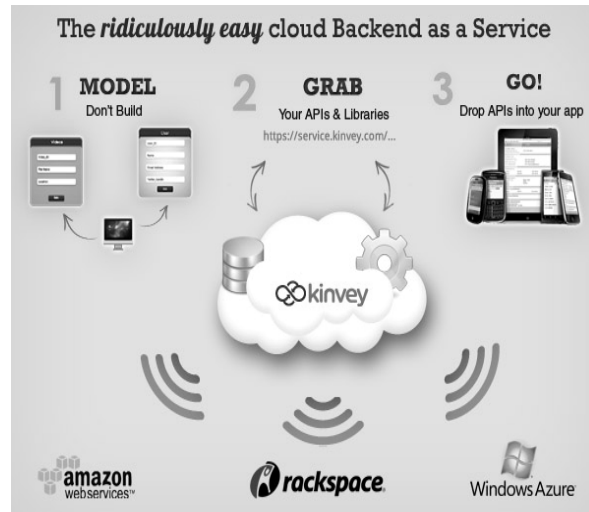 The ridiculously easy cloud Backend as a Service
1 MODEL
Don't Build
2 GRAB
Your APIs & Libraries
https://service.kinvey.com/...
3 GO!
Drop APIs into your app
kinvey
amazon
webservices™
rackspace.
Windows Azure